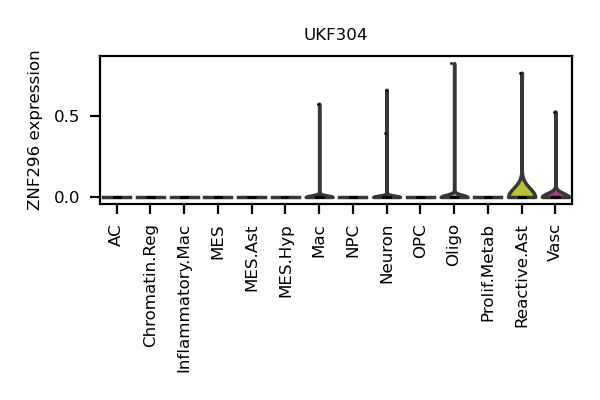 UKF304
ZNF296 expression
0.5
0.0
AC
Chromatin.Reg
Inflammatory.Mac
MES
MES.Ast
MES.Hyp
Mac
NPC
Neuron
OPC
Oligo
Prolif.Metab
Reactive.Ast
Vasc